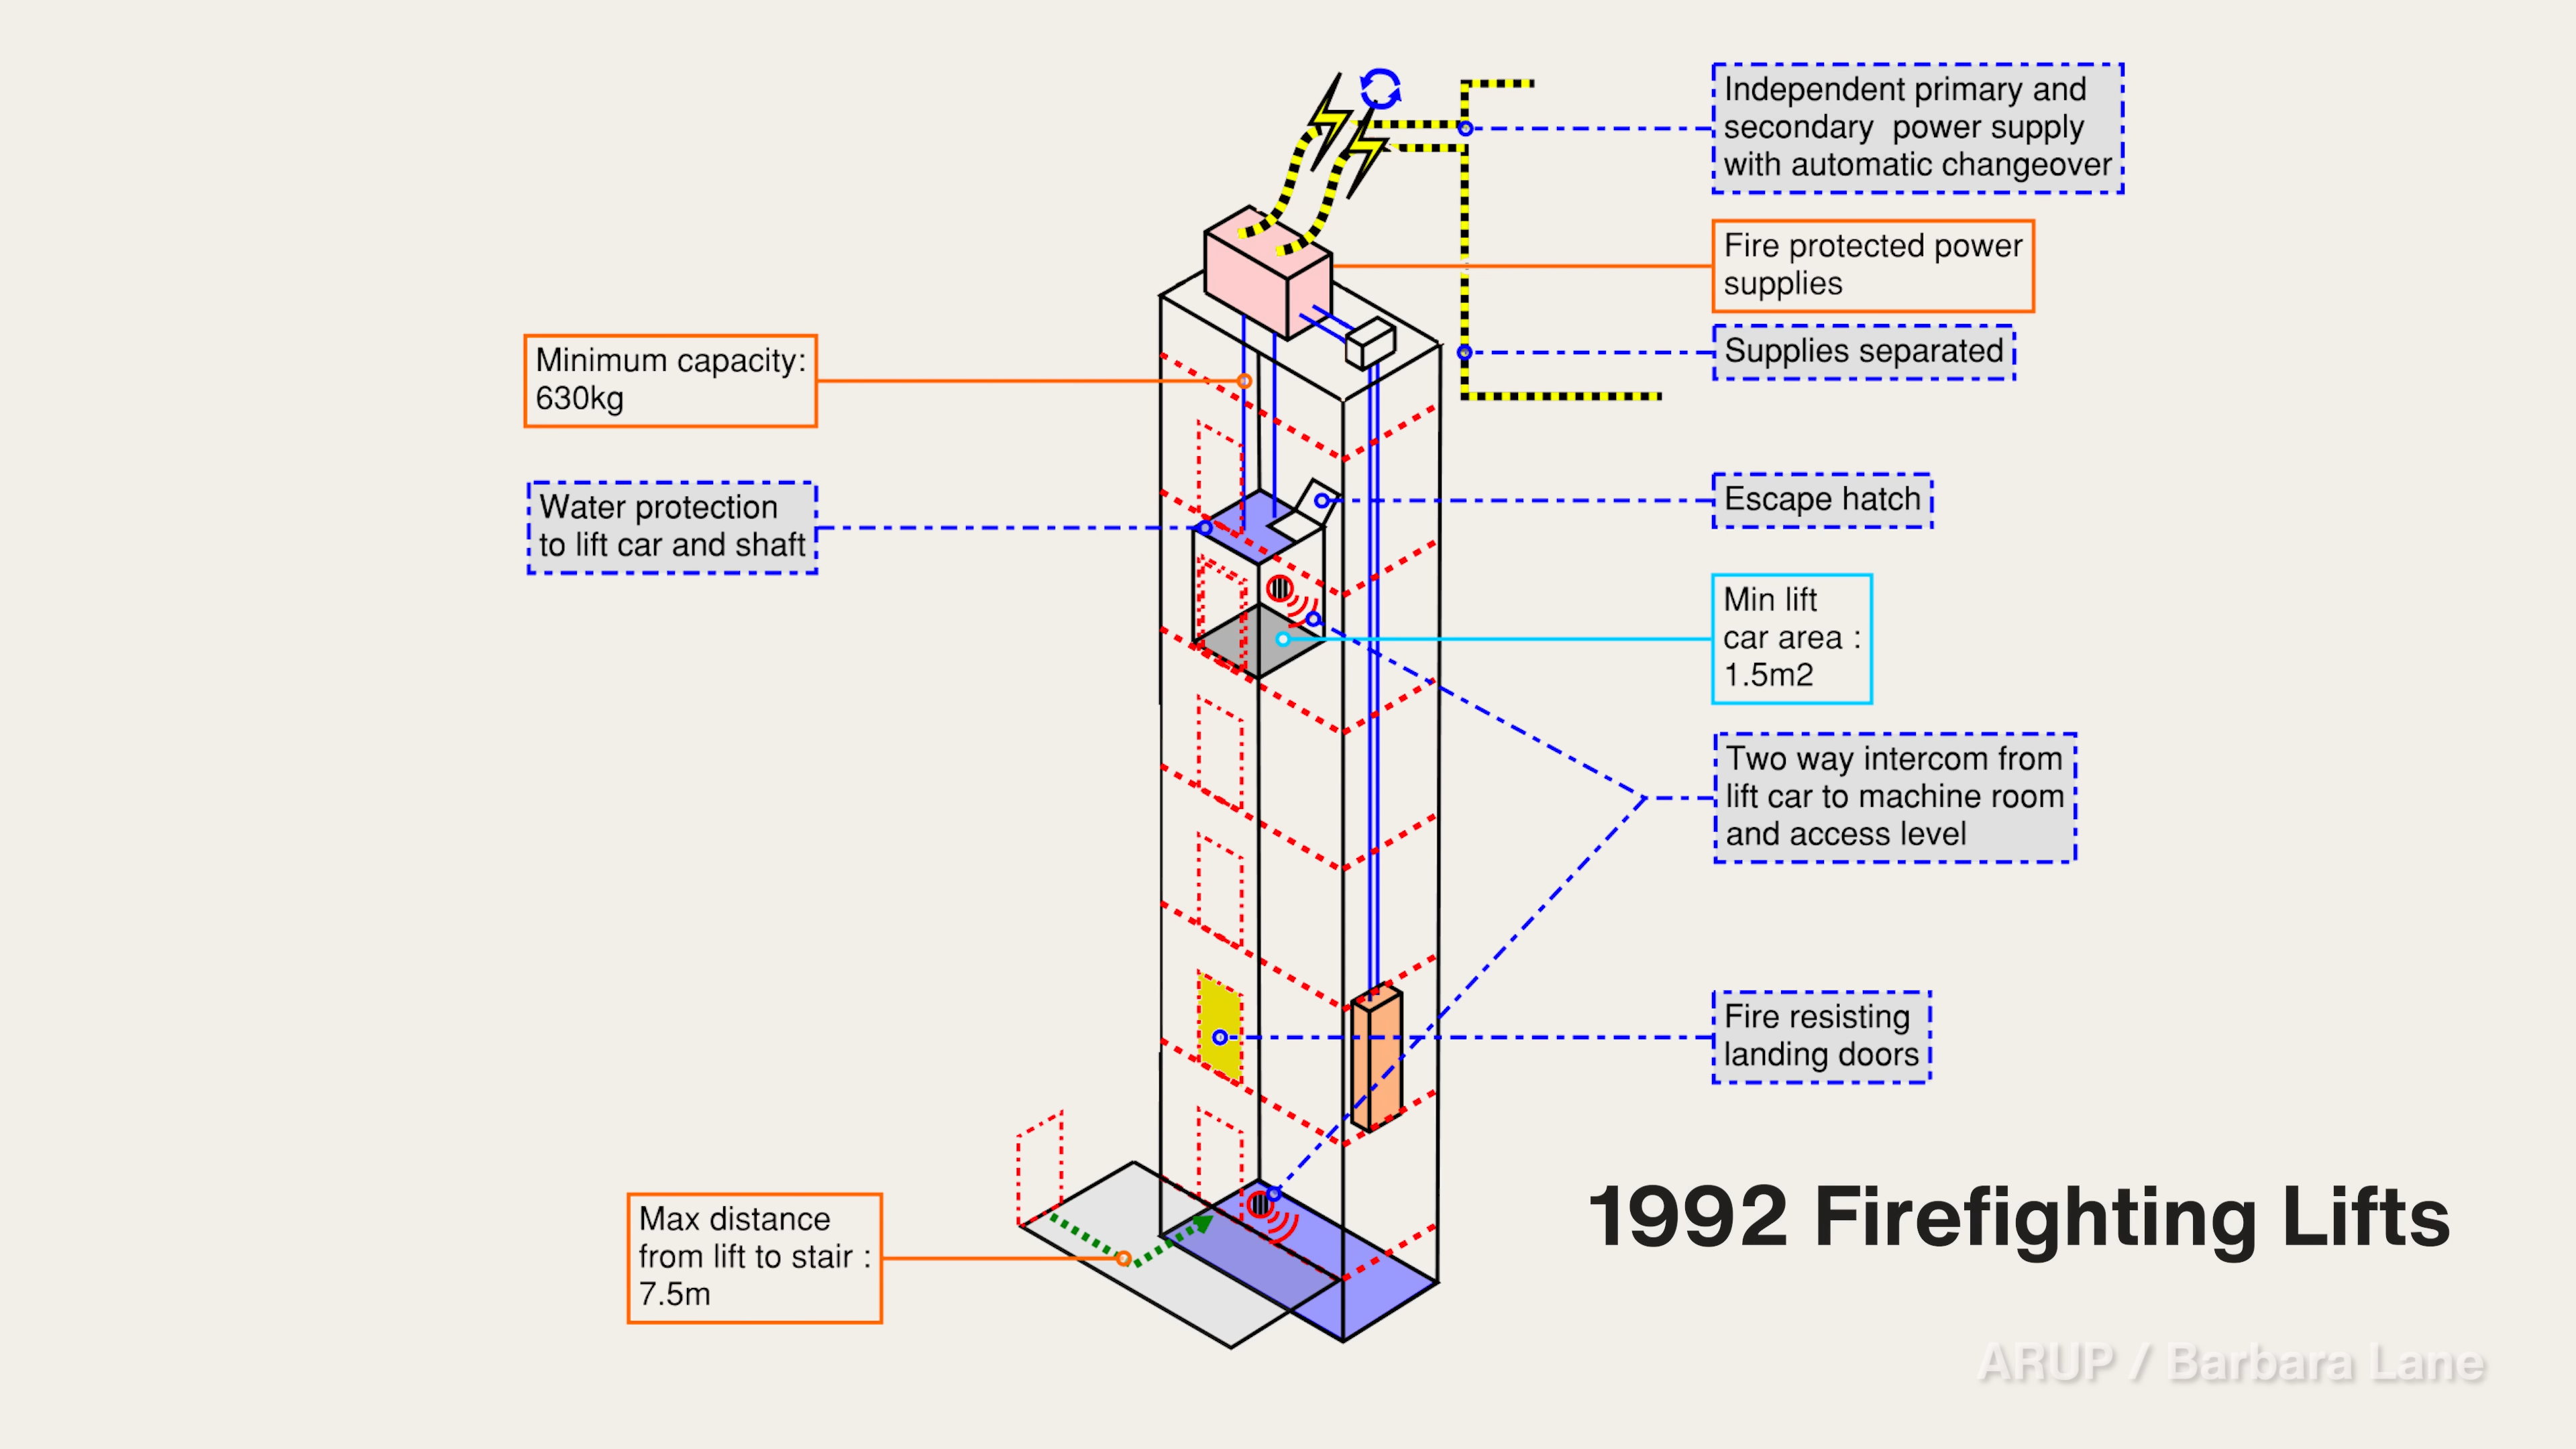 Independent primary and
secondary  power supply
with automatic changeover
Fire protected power
supplies
Supplies separated
Minimum capacity:
630kg
Water protection
to lift car and shaft
Escape hatch
Min lift
car area :
1.5m2
Two way intercom from
lift car to machine room
and access level
Fire resisting
landing doors
Max distance
from lift to stair :
7.5m
1992 Firefighting Lifts
ARUP / Barbara Lane